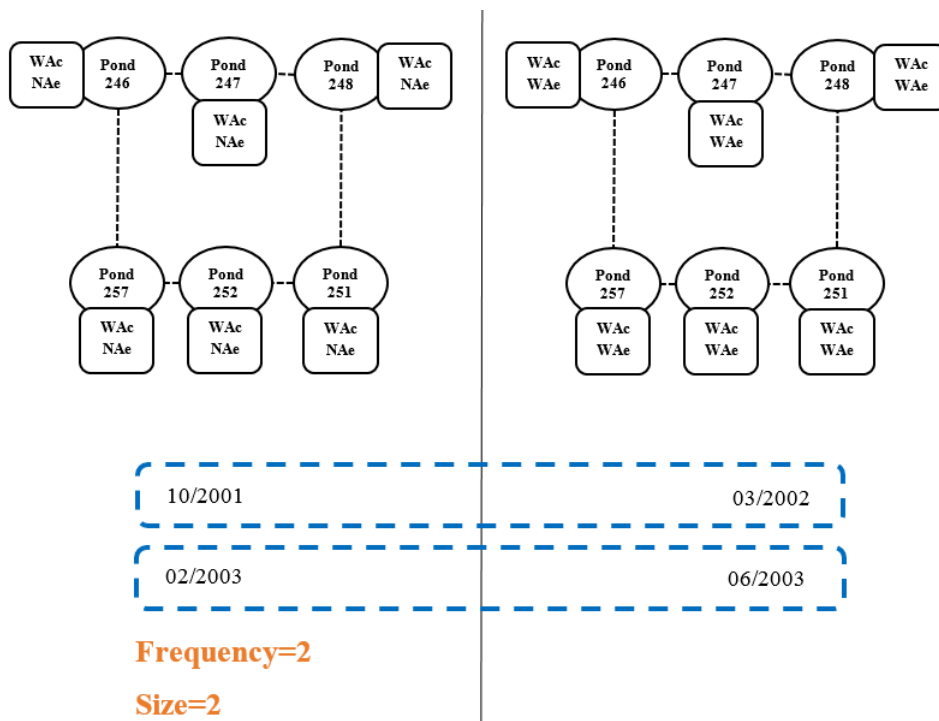 WAc
NAe
Pond
246
Pond
247
Pond
248
WAc
NAe
WAc
NAe
Pond
257
Pond
252
Pond
251
WAc
NAe
WAc
NAe
WAc
NAe
WAc
WAe
Pond
246
Pond
247
Pond
248
WAc
WAe
WAc
WAe
Pond
257
Pond
252
Pond
251
WAc
WAe
WAc
WAe
WAc
WAe
10/2001
03/2002
02/2003
06/2003
Frequency=2
Size=2